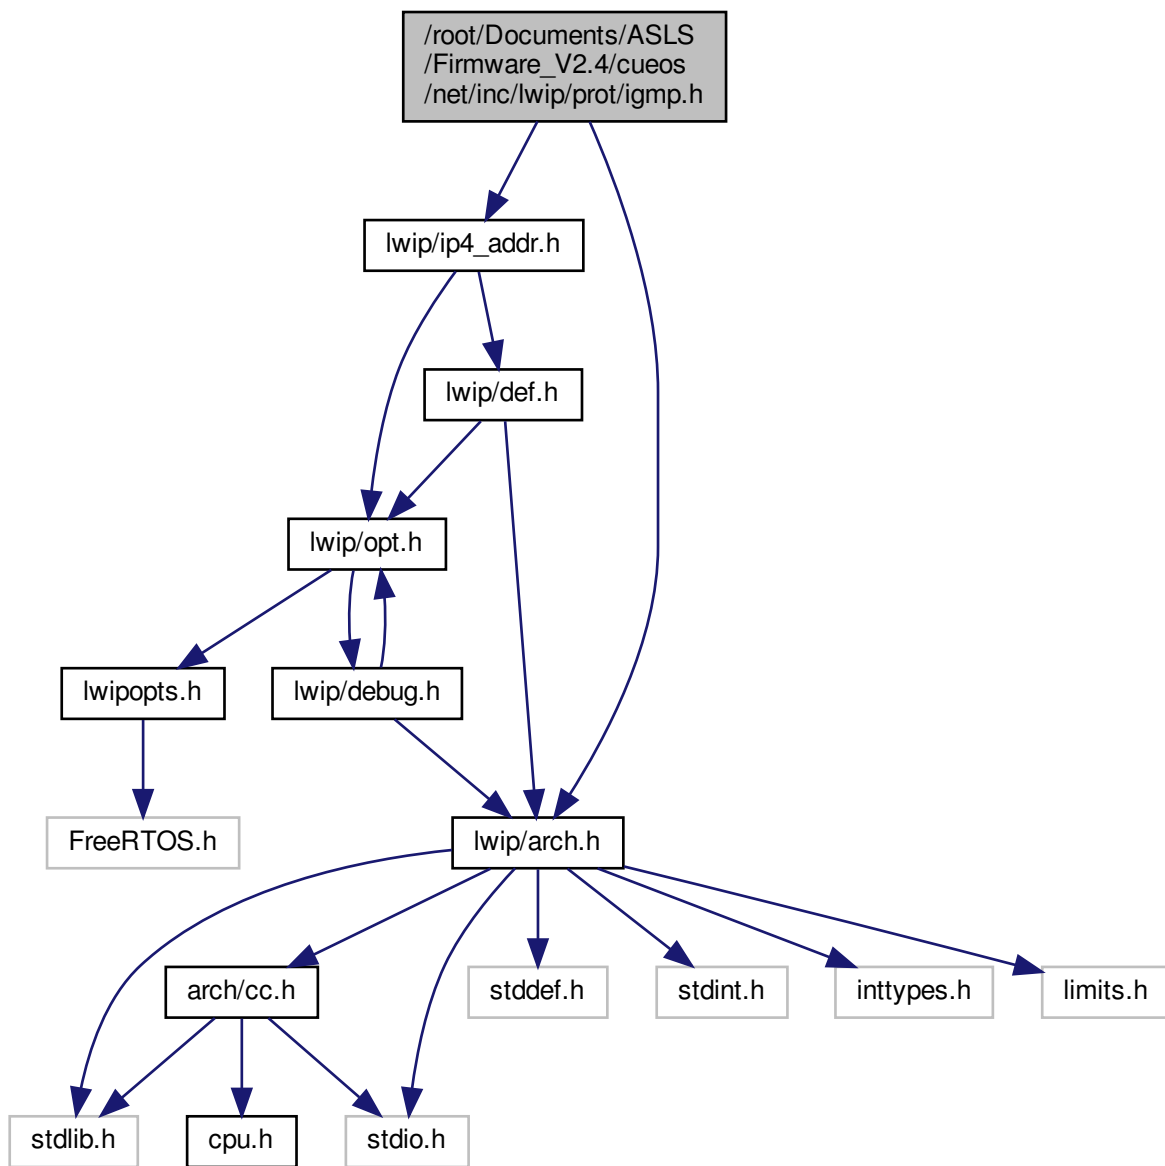 /root/Documents/ASLS
/Firmware_V2.4/cueos
/net/inc/lwip/prot/igmp.h
lwip/ip4_addr.h
lwip/def.h
lwip/opt.h
lwipopts.h
lwip/debug.h
FreeRTOS.h
lwip/arch.h
arch/cc.h
stddef.h
stdint.h
inttypes.h
limits.h
stdlib.h
cpu.h
stdio.h